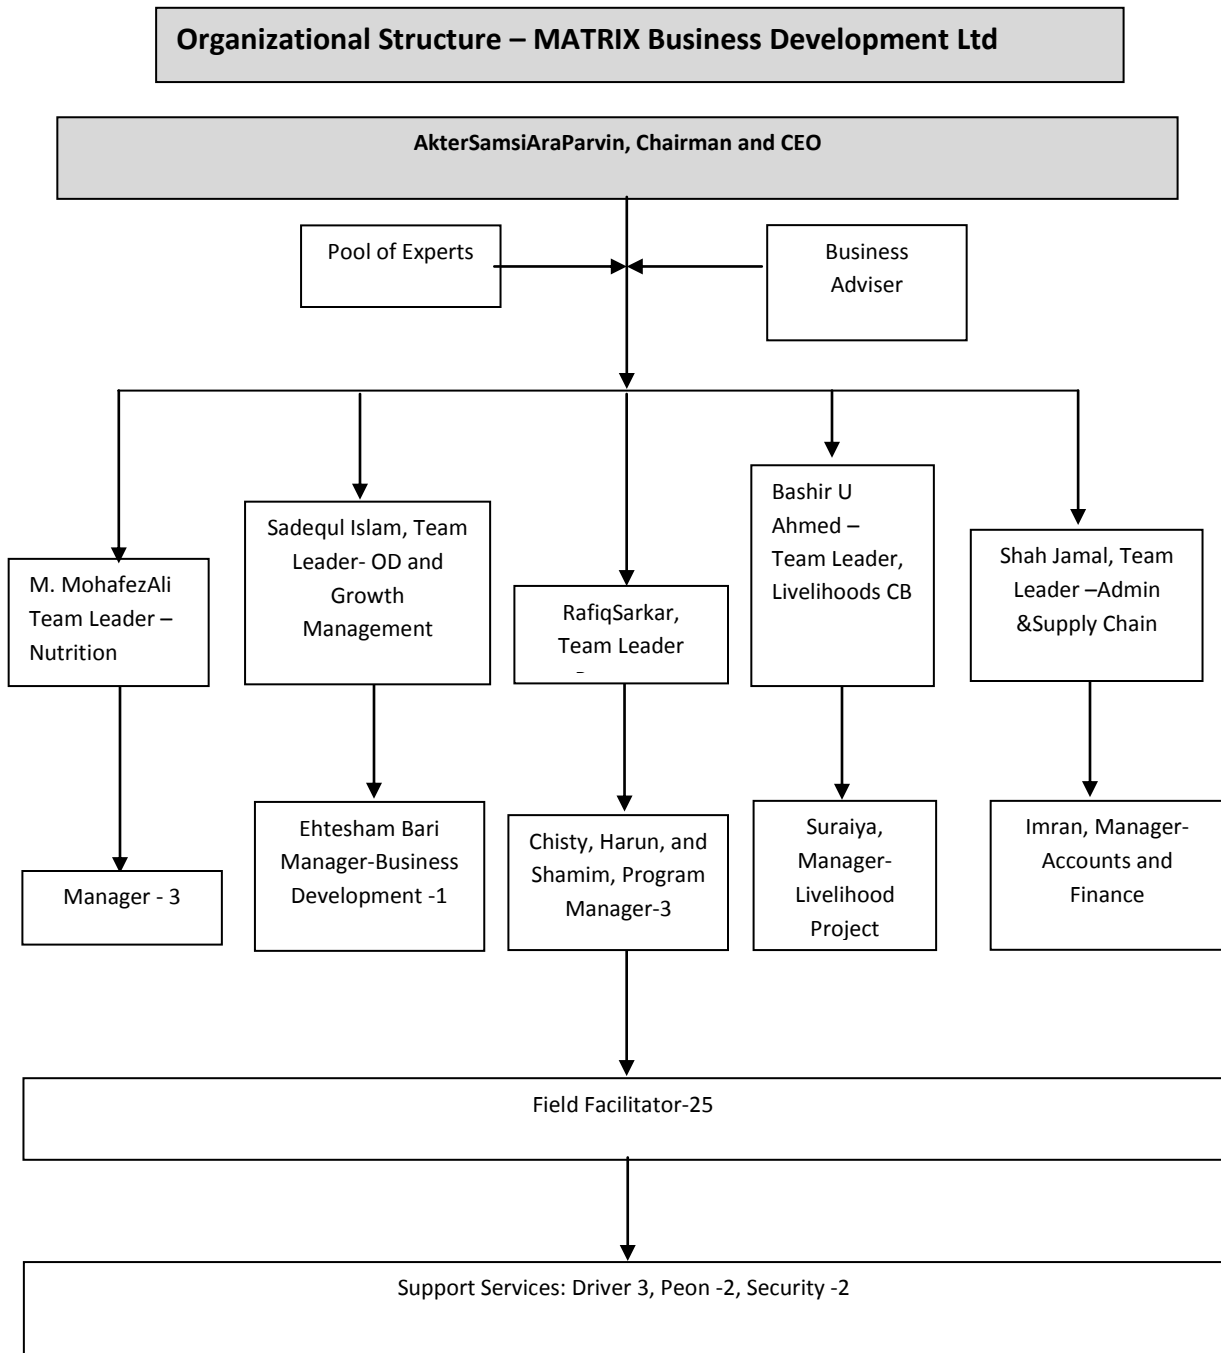 Organizational Structure – MATRIX Business Development Ltd
AkterSamsiAraParvin, Chairman and CEO
Pool of Experts
Business
Adviser
M. MohafezAli
Team Leader –
Nutrition
Sadequl Islam, Team
Leader- OD and
Growth
Management
RafiqSarkar,
Team Leader
Bashir U
Ahmed –
Team Leader,
Livelihoods CB
Shah Jamal, Team
Leader –Admin
&Supply Chain
Manager - 3
Ehtesham Bari
Manager-Business
Development -1
Chisty, Harun, and
Shamim, Program
Manager-3
Suraiya,
Manager-
Livelihood
Project
Imran, Manager-
Accounts and
Finance
Field Facilitator-25
Support Services: Driver 3, Peon -2, Security -2